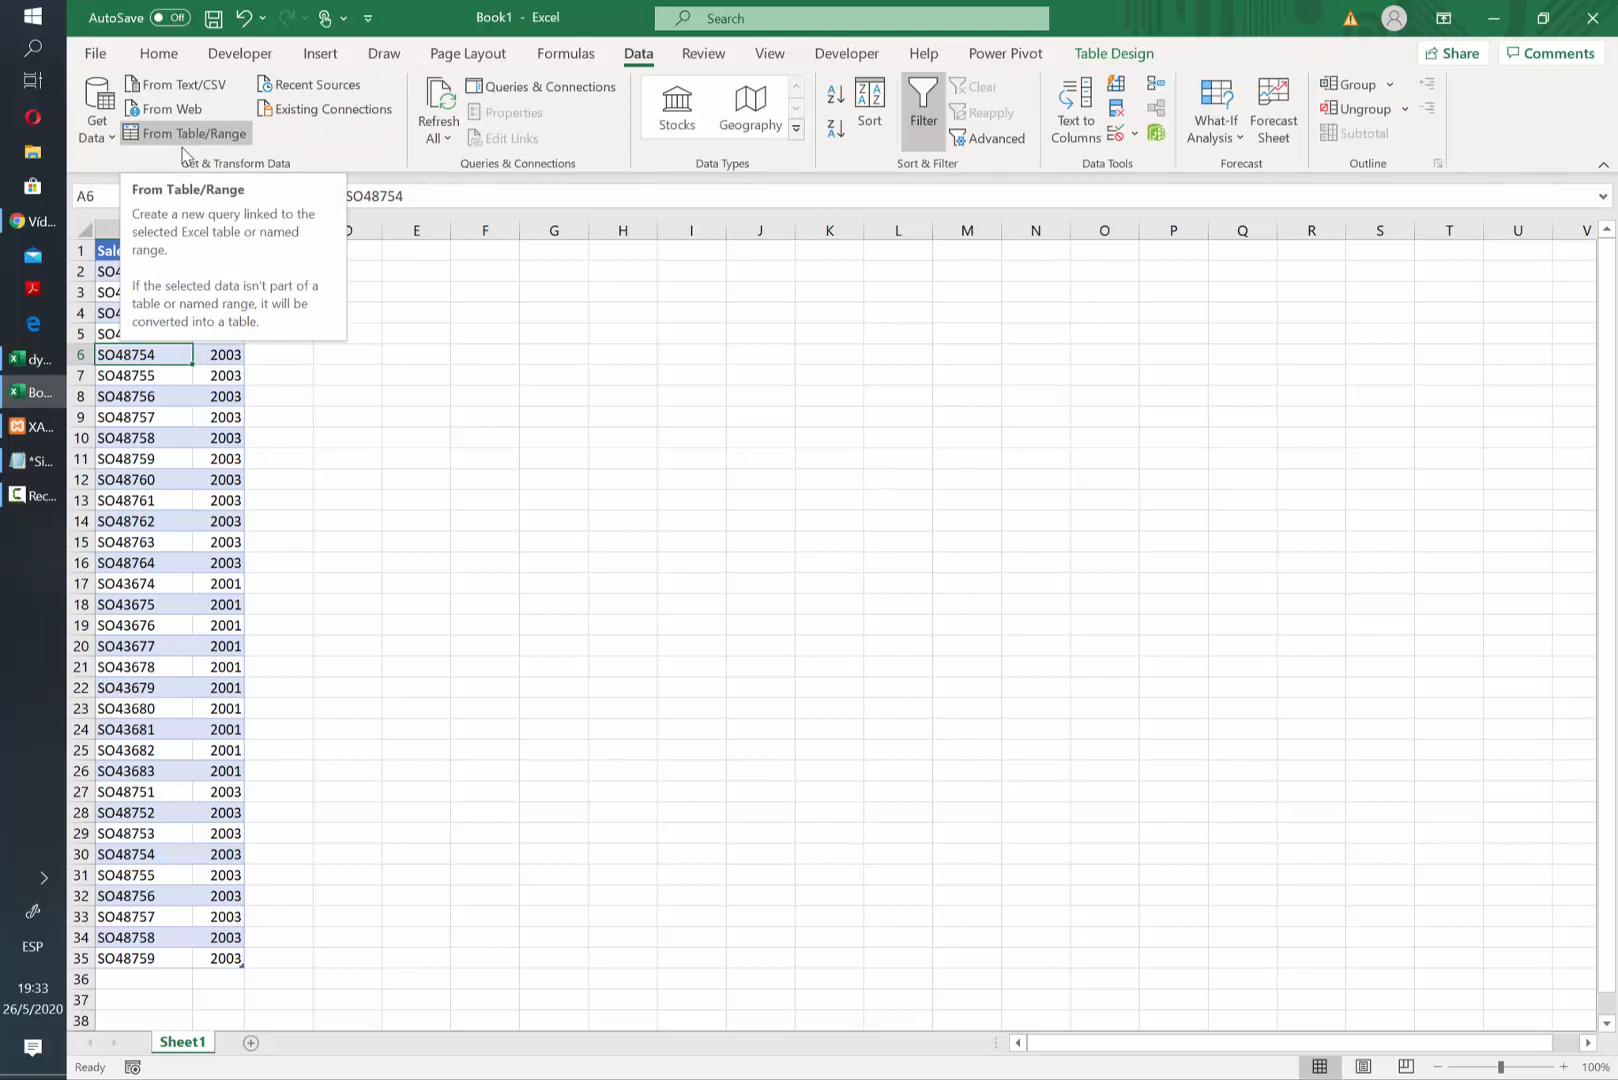 AutoSave Off
Book1 - Excel
Search
File Home Developer Insert Draw Page Layout Formulas Data Review View Developer Help Power Pivot Table Design Share Comments
Get Data
From Text/CSV
From Web
From Table/Range
Recent Sources
Existing Connections
Get & Transform Data
Refresh All
Queries & Connections
Properties
Edit Links
Queries & Connections
Stocks
Geography
Data Types
Sort
Filter
Clear
Reapply
Advanced
Sort & Filter
Text to Columns
Data Tools
What-If Analysis
Forecast Sheet
Forecast
Group
Ungroup
Subtotal
Outline
A6
SO48754
From Table/Range
Create a new query linked to the
selected Excel table or named
range.
If the selected data isn't part of a
table or named range, it will be
converted into a table.
D E F G H I J K L M N O P Q R S T U V
1 Sale
2 SO4
3 SO4
4 SO4
5 SO4
6 SO48754 2003
7 SO48755 2003
8 SO48756 2003
9 SO48757 2003
10 SO48758 2003
11 SO48759 2003
12 SO48760 2003
13 SO48761 2003
14 SO48762 2003
15 SO48763 2003
16 SO48764 2003
17 SO43674 2001
18 SO43675 2001
19 SO43676 2001
20 SO43677 2001
21 SO43678 2001
22 SO43679 2001
23 SO43680 2001
24 SO43681 2001
25 SO43682 2001
26 SO43683 2001
27 SO48751 2003
28 SO48752 2003
29 SO48753 2003
30 SO48754 2003
31 SO48755 2003
32 SO48756 2003
33 SO48757 2003
34 SO48758 2003
35 SO48759 2003
36
37
38
Sheet1
Ready
100%
Víd...
dy...
Bo...
XA...
*Si...
Rec...
ESP
19:33
26/5/2020